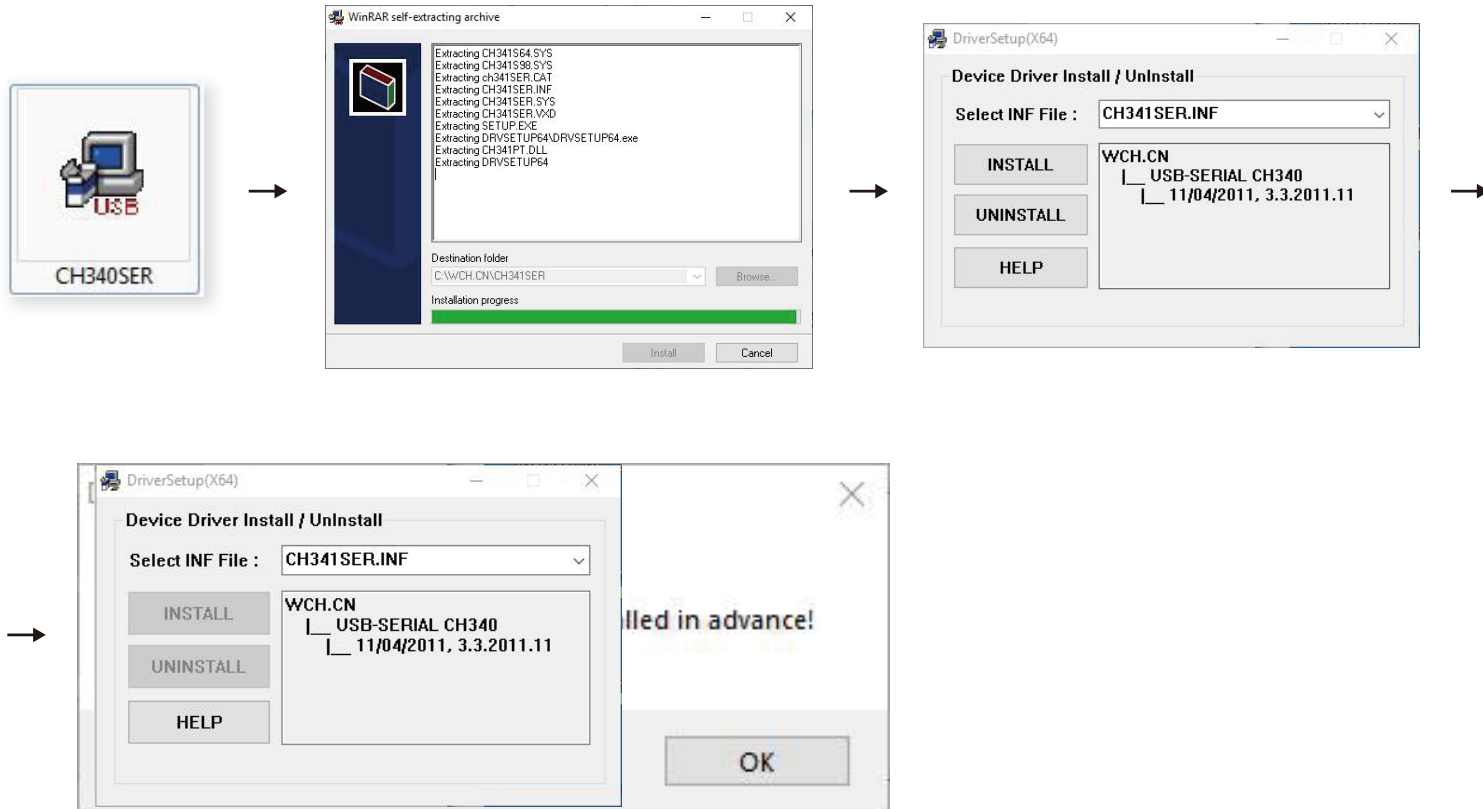 USB
CH340SER
WinRAR self-extracting archive
Extracting CH341S64.SYS
Extracting CH341S98.SYS
Extracting ch341SER.CAT
Extracting CH341SER.INF
Extracting CH341SER.SYS
Extracting CH341SER.VXD
Extracting SETUP.EXE
Extracting DRVSETUP64\DRVSETUP64.exe
Extracting CH341PT.DLL
Extracting DRVSETUP64
Destination folder
C:\WCH.CN\CH341SER
Browse...
Installation progress
Install
Cancel
DriverSetup(X64)
Device Driver Install / UnInstall
Select INF File :
CH341SER.INF
INSTALL
UNINSTALL
HELP
WCH.CN
|__ USB-SERIAL CH340
|__ 11/04/2011, 3.3.2011.11
DriverSetup(X64)
Device Driver Install / UnInstall
Select INF File :
CH341SER.INF
INSTALL
UNINSTALL
HELP
WCH.CN
|__ USB-SERIAL CH340
|__ 11/04/2011, 3.3.2011.11
lled in advance!
OK